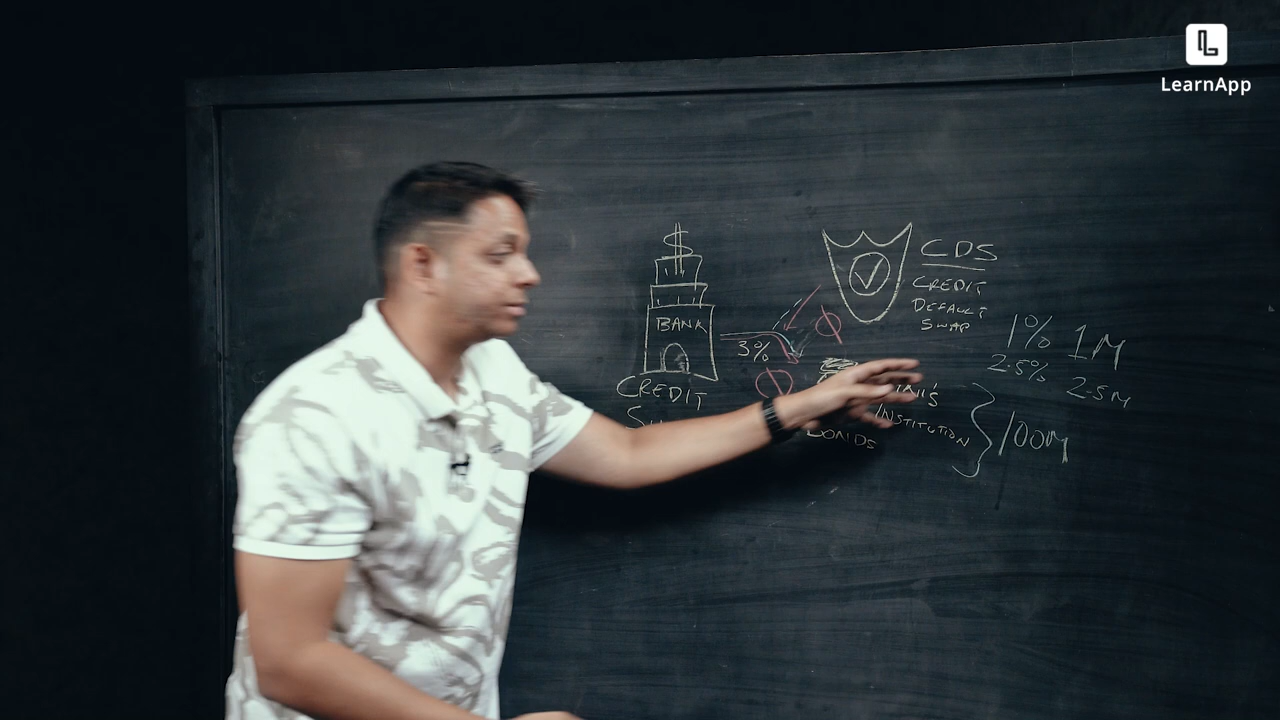 LearnApp
$
BANK
3%
CREDIT
CDS
CREDIT
DEFAULT
SWAP
1% 1M
2.5% 2.5M
INSTITUTION
BONDS
100M